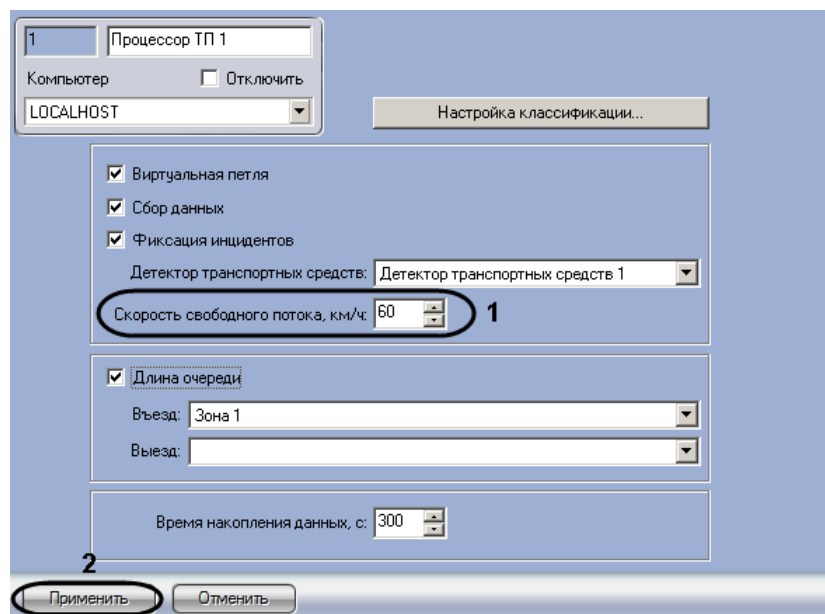 1 Процессор ТП 1
Компьютер Отключить
LOCALHOST
Настройка классификации...
Виртуальная петля
Сбор данных
Фиксация инцидентов
Детектор транспортных средств: Детектор транспортных средств 1
Скорость свободного потока, км/ч: 60 1
Длина очереди
Въезд: Зона 1
Выезд:
Время накопления данных, с: 300
2
Применить Отменить